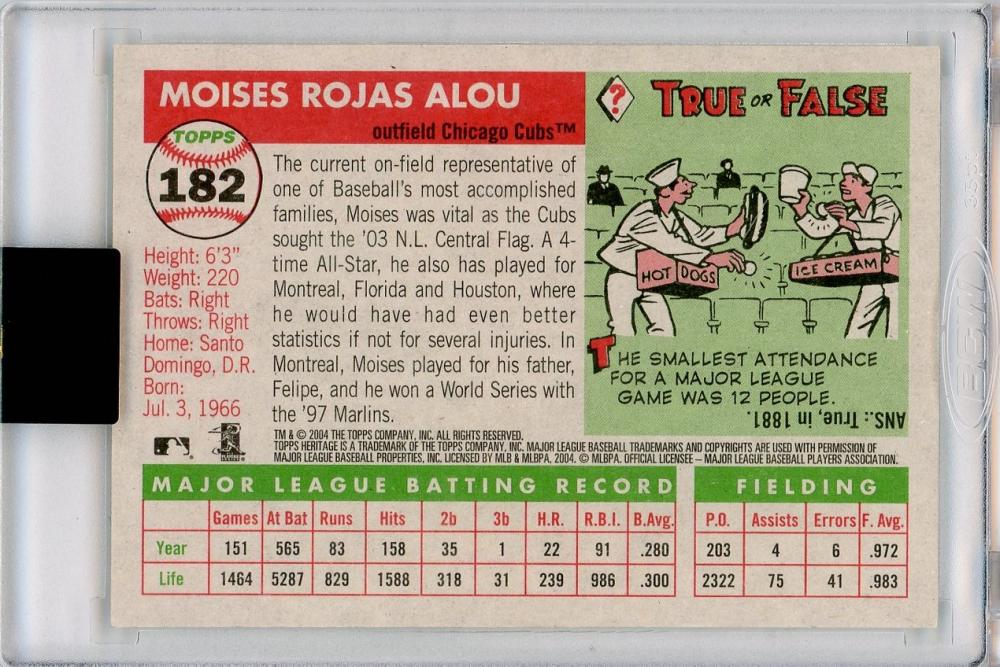 MOISES ROJAS ALOU
outfield Chicago Cubs™
TOPPS
182
Height: 6'3"
Weight: 220
Bats: Right
Throws: Right
Home: Santo
Domingo, D.R.
Born:
Jul. 3, 1966
The current on-field representative of
one of Baseball's most accomplished
families, Moises was vital as the Cubs
sought the '03 N.L. Central Flag. A 4-
time All-Star, he also has played for
Montreal, Florida and Houston, where
he would have had even better
statistics if not for several injuries. In
Montreal, Moises played for his father,
Felipe, and he won a World Series with
the '97 Marlins.
? TRUE OR FALSE
HOT DOGS
ICE CREAM
THE SMALLEST ATTENDANCE
FOR A MAJOR LEAGUE
GAME WAS 12 PEOPLE.
ANS.: True, in 1881.
TM & © 2004 THE TOPPS COMPANY, INC. ALL RIGHTS RESERVED.
TOPPS HERITAGE IS A TRADEMARK OF THE TOPPS COMPANY, INC. MAJOR LEAGUE BASEBALL TRADEMARKS AND COPYRIGHTS ARE USED WITH PERMISSION OF
MAJOR LEAGUE BASEBALL PROPERTIES, INC. LICENSED BY MLB & MLBPA, 2004. © MLBPA. OFFICIAL LICENSEE – MAJOR LEAGUE BASEBALL PLAYERS ASSOCIATION.
MAJOR LEAGUE BATTING RECORD
Games At Bat Runs Hits 2b 3b H.R. R.B.I. B.Avg.
Year 151 565 83 158 35 1 22 91 .280
Life 1464 5287 829 1588 318 31 239 986 .300
FIELDING
P.O. Assists Errors F. Avg.
203 4 6 .972
2322 75 41 .983
BCW